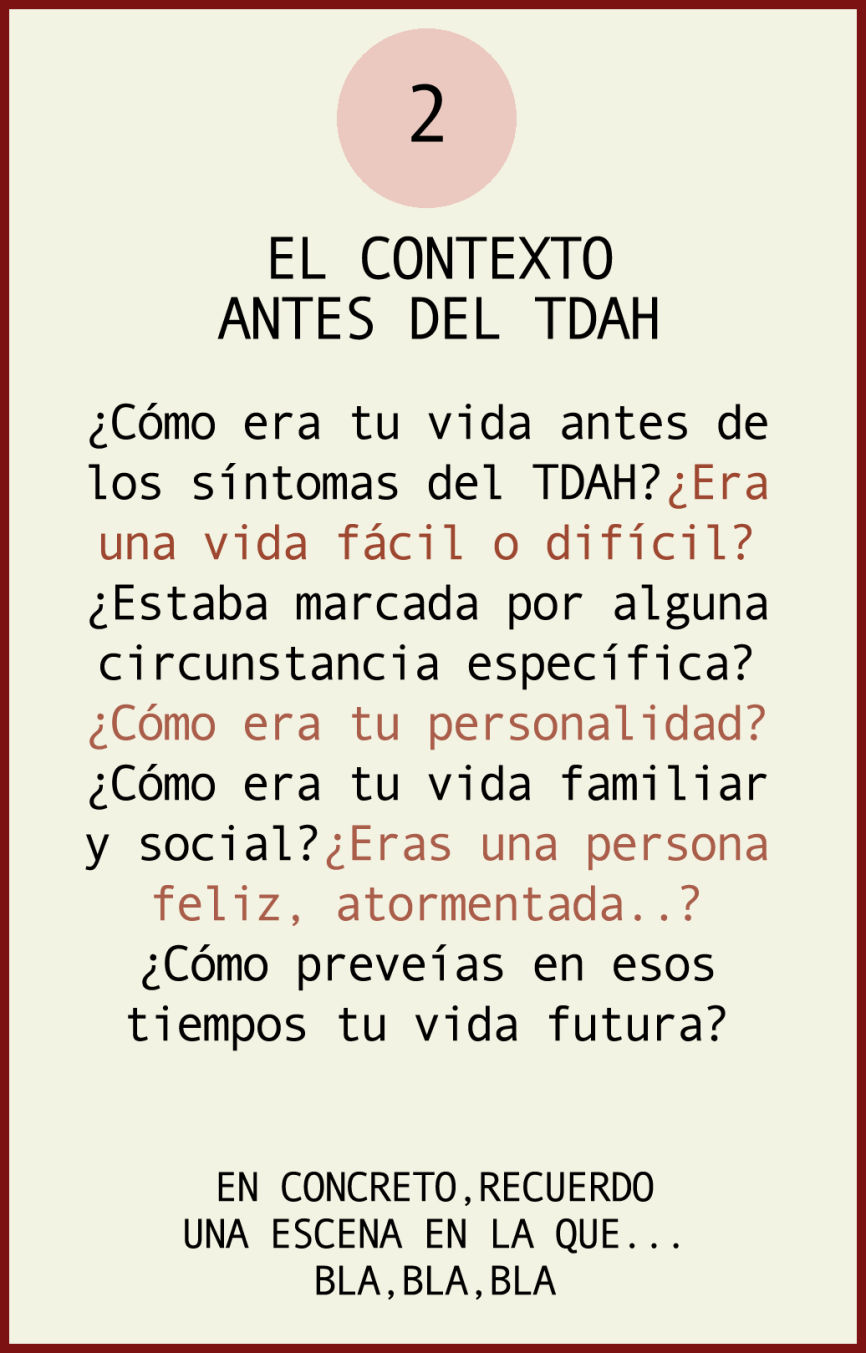 2
EL CONTEXTO
ANTES DEL TDAH
¿Cómo era tu vida antes de
los síntomas del TDAH?¿Era
una vida fácil o difícil?
¿Estaba marcada por alguna
circunstancia específica?
¿Cómo era tu personalidad?
¿Cómo era tu vida familiar
y social?¿Eras una persona
feliz, atormentada..?
¿Cómo preveías en esos
tiempos tu vida futura?
EN CONCRETO,RECUERDO
UNA ESCENA EN LA QUE...
BLA,BLA,BLA